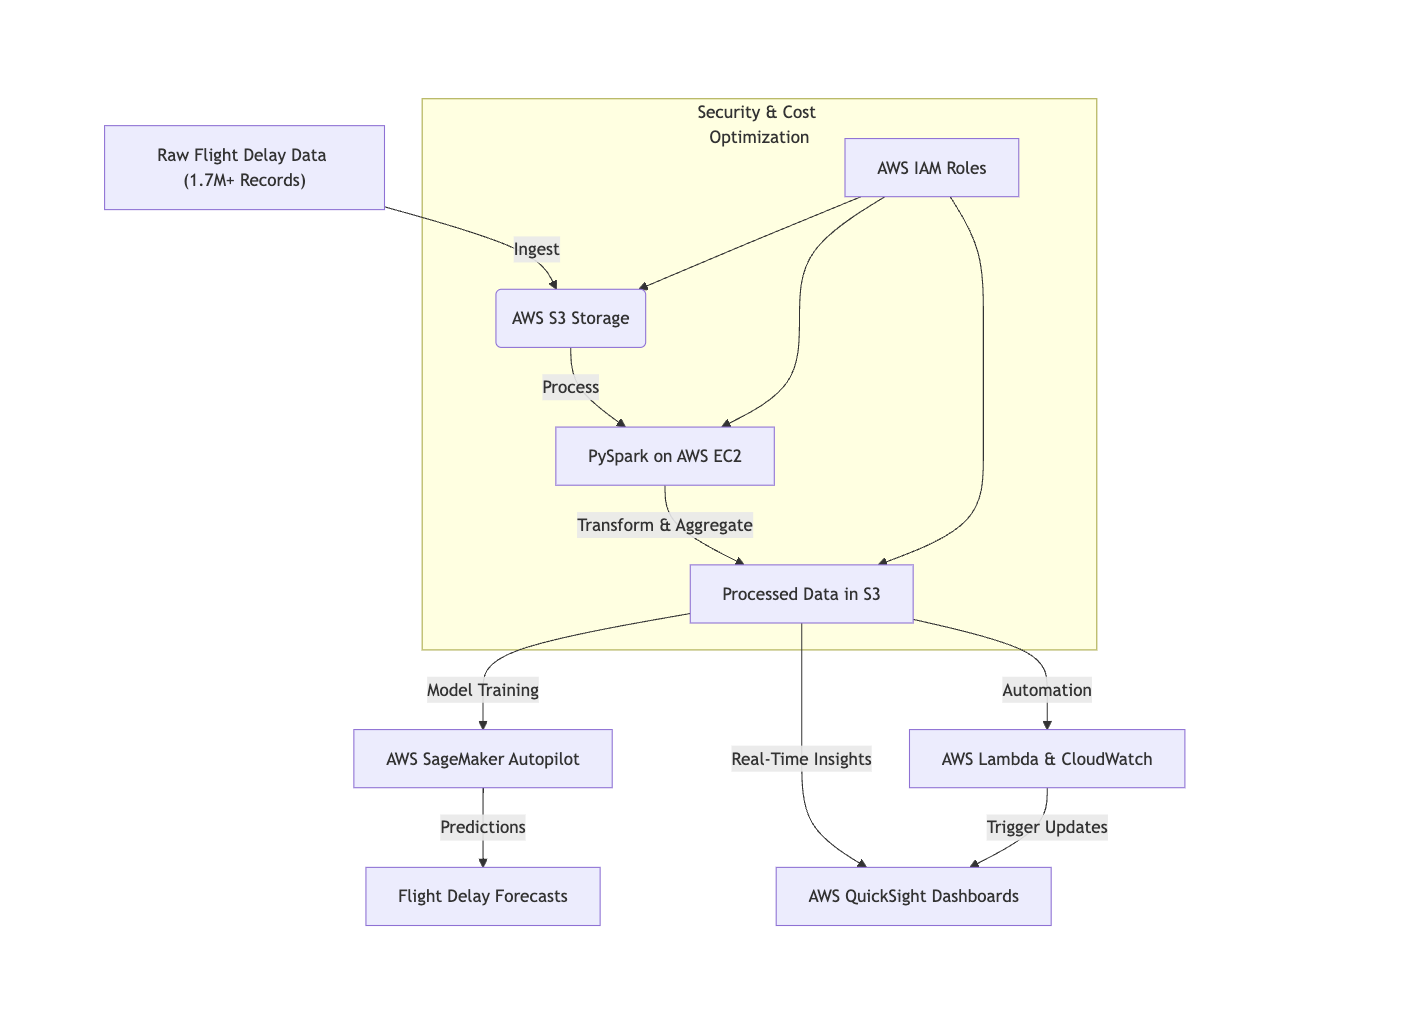 Security & Cost
Optimization
Raw Flight Delay Data
(1.7M+ Records)
AWS IAM Roles
Ingest
AWS S3 Storage
Process
PySpark on AWS EC2
Transform & Aggregate
Processed Data in S3
Model Training
Automation
AWS SageMaker Autopilot
Real-Time Insights
AWS Lambda & CloudWatch
Predictions
Trigger Updates
Flight Delay Forecasts
AWS QuickSight Dashboards